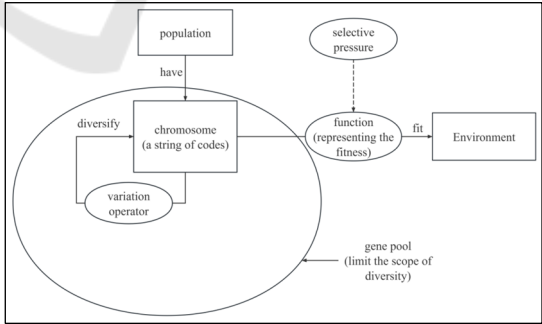 population
selective
pressure
have
diversify
chromosome
(a string of codes)
function
(representing the
fitness)
fit
Environment
variation
operator
gene pool
(limit the scope of
diversity)